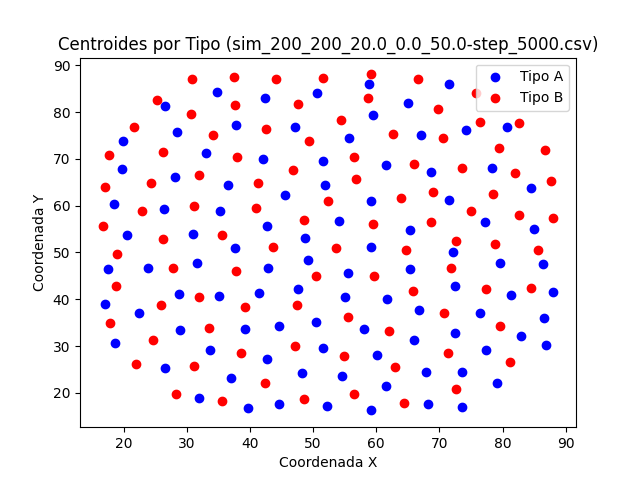 Centroides por Tipo (sim_200_200_20.0_0.0_50.0-step_5000.csv)
Tipo A
Tipo B
90
80
70
60
50
40
30
20
Coordenada Y
20 30 40 50 60 70 80 90
Coordenada X